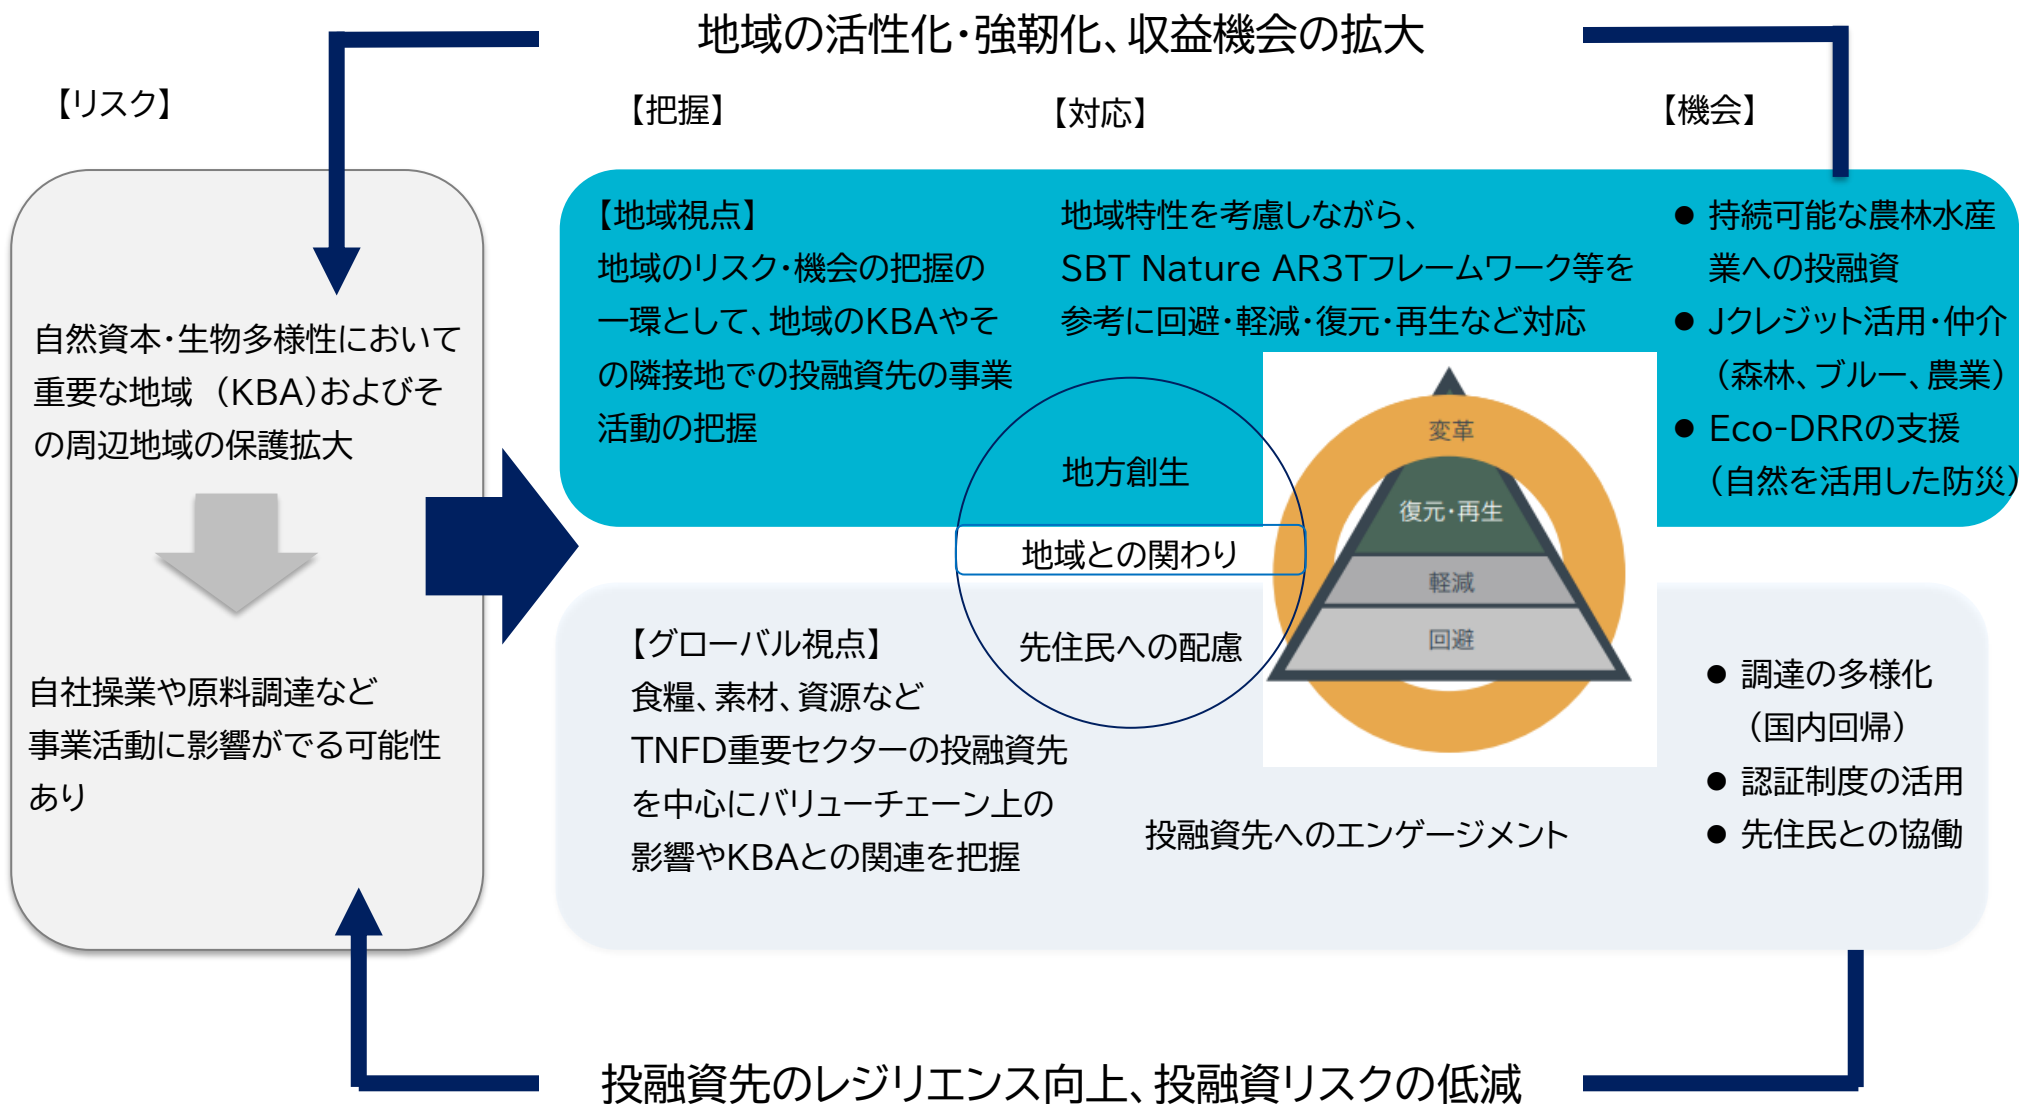 地域の活性化・強靭化、収益機会の拡大
【リスク】
【把握】
【対応】
【機会】
自然資本・生物多様性において
重要な地域 （KBA）およびそ
の周辺地域の保護拡大
自社操業や原料調達など
事業活動に影響がでる可能性
あり
【地域視点】
地域のリスク・機会の把握の
一環として、地域のKBAやそ
の隣接地での投融資先の事業
活動の把握
地域特性を考慮しながら、
SBT Nature AR3Tフレームワーク等を
参考に回避・軽減・復元・再生など対応
● 持続可能な農林水産
業への投融資
● Jクレジット活用・仲介
（森林、ブルー、農業）
● Eco-DRRの支援
（自然を活用した防災）
地方創生
地域との関わり
先住民への配慮
変革
復元・再生
軽減
回避
【グローバル視点】
食糧、素材、資源など
TNFD重要セクターの投融資先
を中心にバリューチェーン上の
影響やKBAとの関連を把握
投融資先へのエンゲージメント
● 調達の多様化
（国内回帰）
● 認証制度の活用
● 先住民との協働
投融資先のレジリエンス向上、投融資リスクの低減